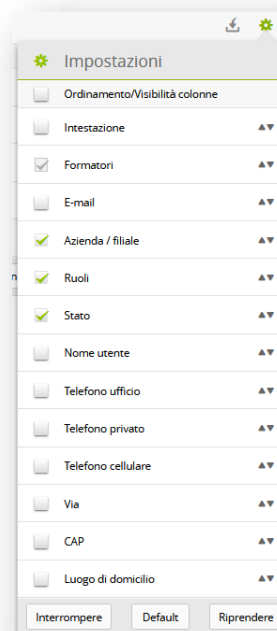 Impostazioni
Ordinamento/Visibilità colonne
Intestazione
Formatori
E-mail
Azienda / filiale
Ruoli
Stato
Nome utente
Telefono ufficio
Telefono privato
Telefono cellulare
Via
CAP
Luogo di domicilio
Interrompere Default Riprendere